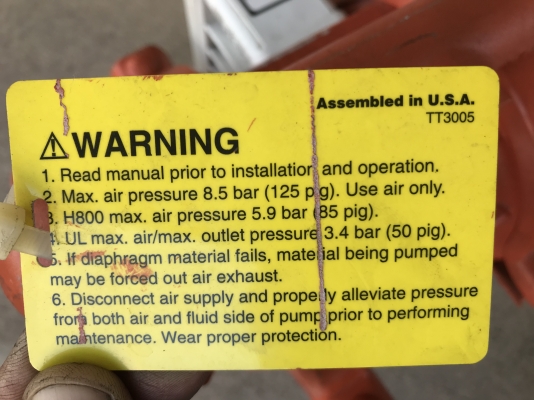 Assembled in U.S.A.
TT3005
⚠WARNING
1. Read manual prior to installation and operation.
2. Max. air pressure 8.5 bar (125 pig). Use air only.
3. H800 max. air pressure 5.9 bar (85 pig).
4. UL max. air/max. outlet pressure 3.4 bar (50 pig).
5. If diaphragm material fails, material being pumped
may be forced out air exhaust.
6. Disconnect air supply and properly alleviate pressure
from both air and fluid side of pump prior to performing
maintenance. Wear proper protection.